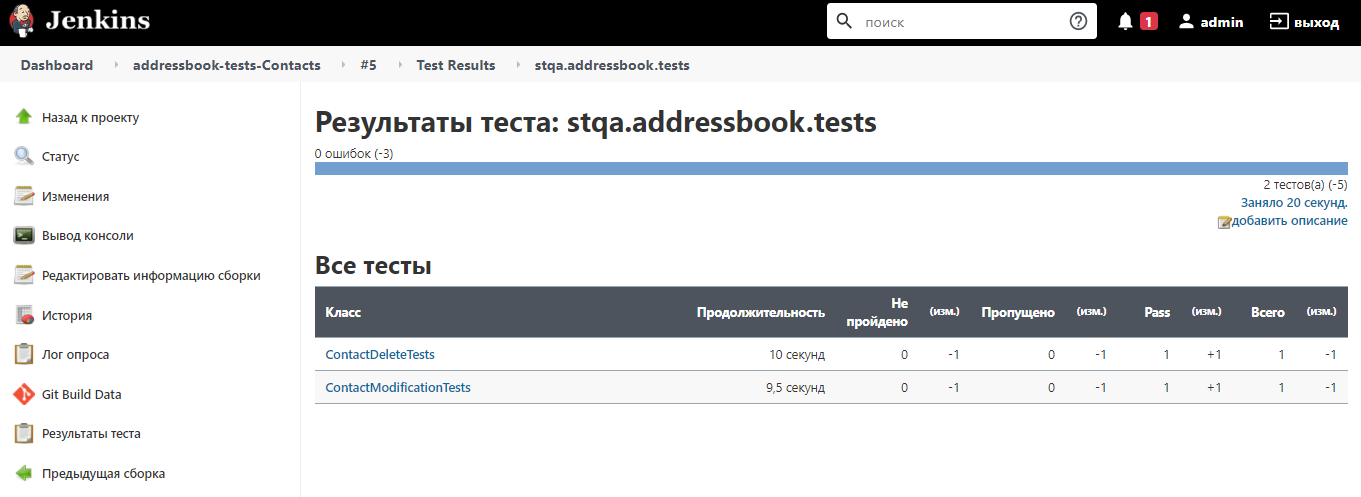 Jenkins
поиск
1
admin
выход
Dashboard
addressbook-tests-Contacts
#5
Test Results
stqa.addressbook.tests
Назад к проекту
Статус
Изменения
Вывод консоли
Редактировать информацию сборки
История
Лог опроса
Git Build Data
Результаты теста
Предыдущая сборка
Результаты теста: stqa.addressbook.tests
0 ошибок (-3)
2 тестов(а) (-5)
Заняло 20 секунд.
добавить описание
Все тесты
Класс Продолжительность Не пройдено (изм.) Пропущено (изм.) Pass (изм.) Всего (изм.)
ContactDeleteTests 10 секунд 0 -1 0 -1 1 +1 1 -1
ContactModificationTests 9,5 секунд 0 -1 0 -1 1 +1 1 -1